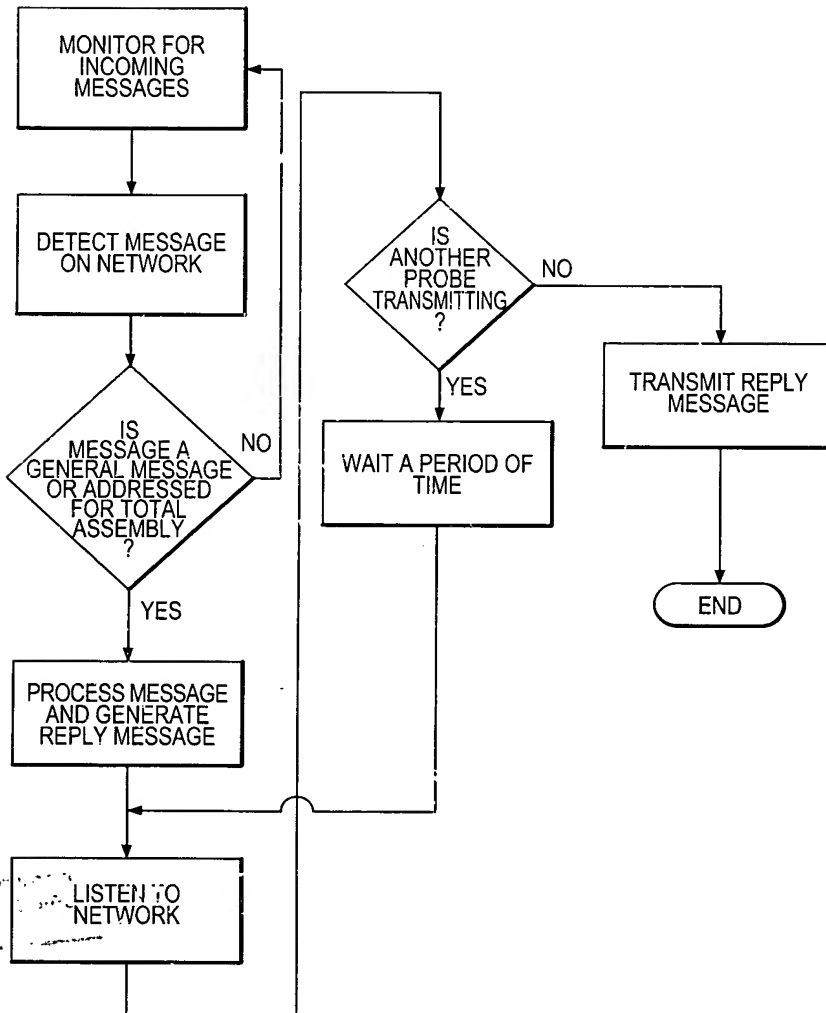 MONITOR FOR
INCOMING
MESSAGES
DETECT MESSAGE
ON NETWORK
IS
MESSAGE A
GENERAL MESSAGE
OR ADDRESSED
FOR TOTAL
ASSEMBLY
?
NO
YES
PROCESS MESSAGE
AND GENERATE
REPLY MESSAGE
LISTEN TO
NETWORK
IS
ANOTHER
PROBE
TRANSMITTING
?
NO
YES
WAIT A PERIOD OF
TIME
TRANSMIT REPLY
MESSAGE
END